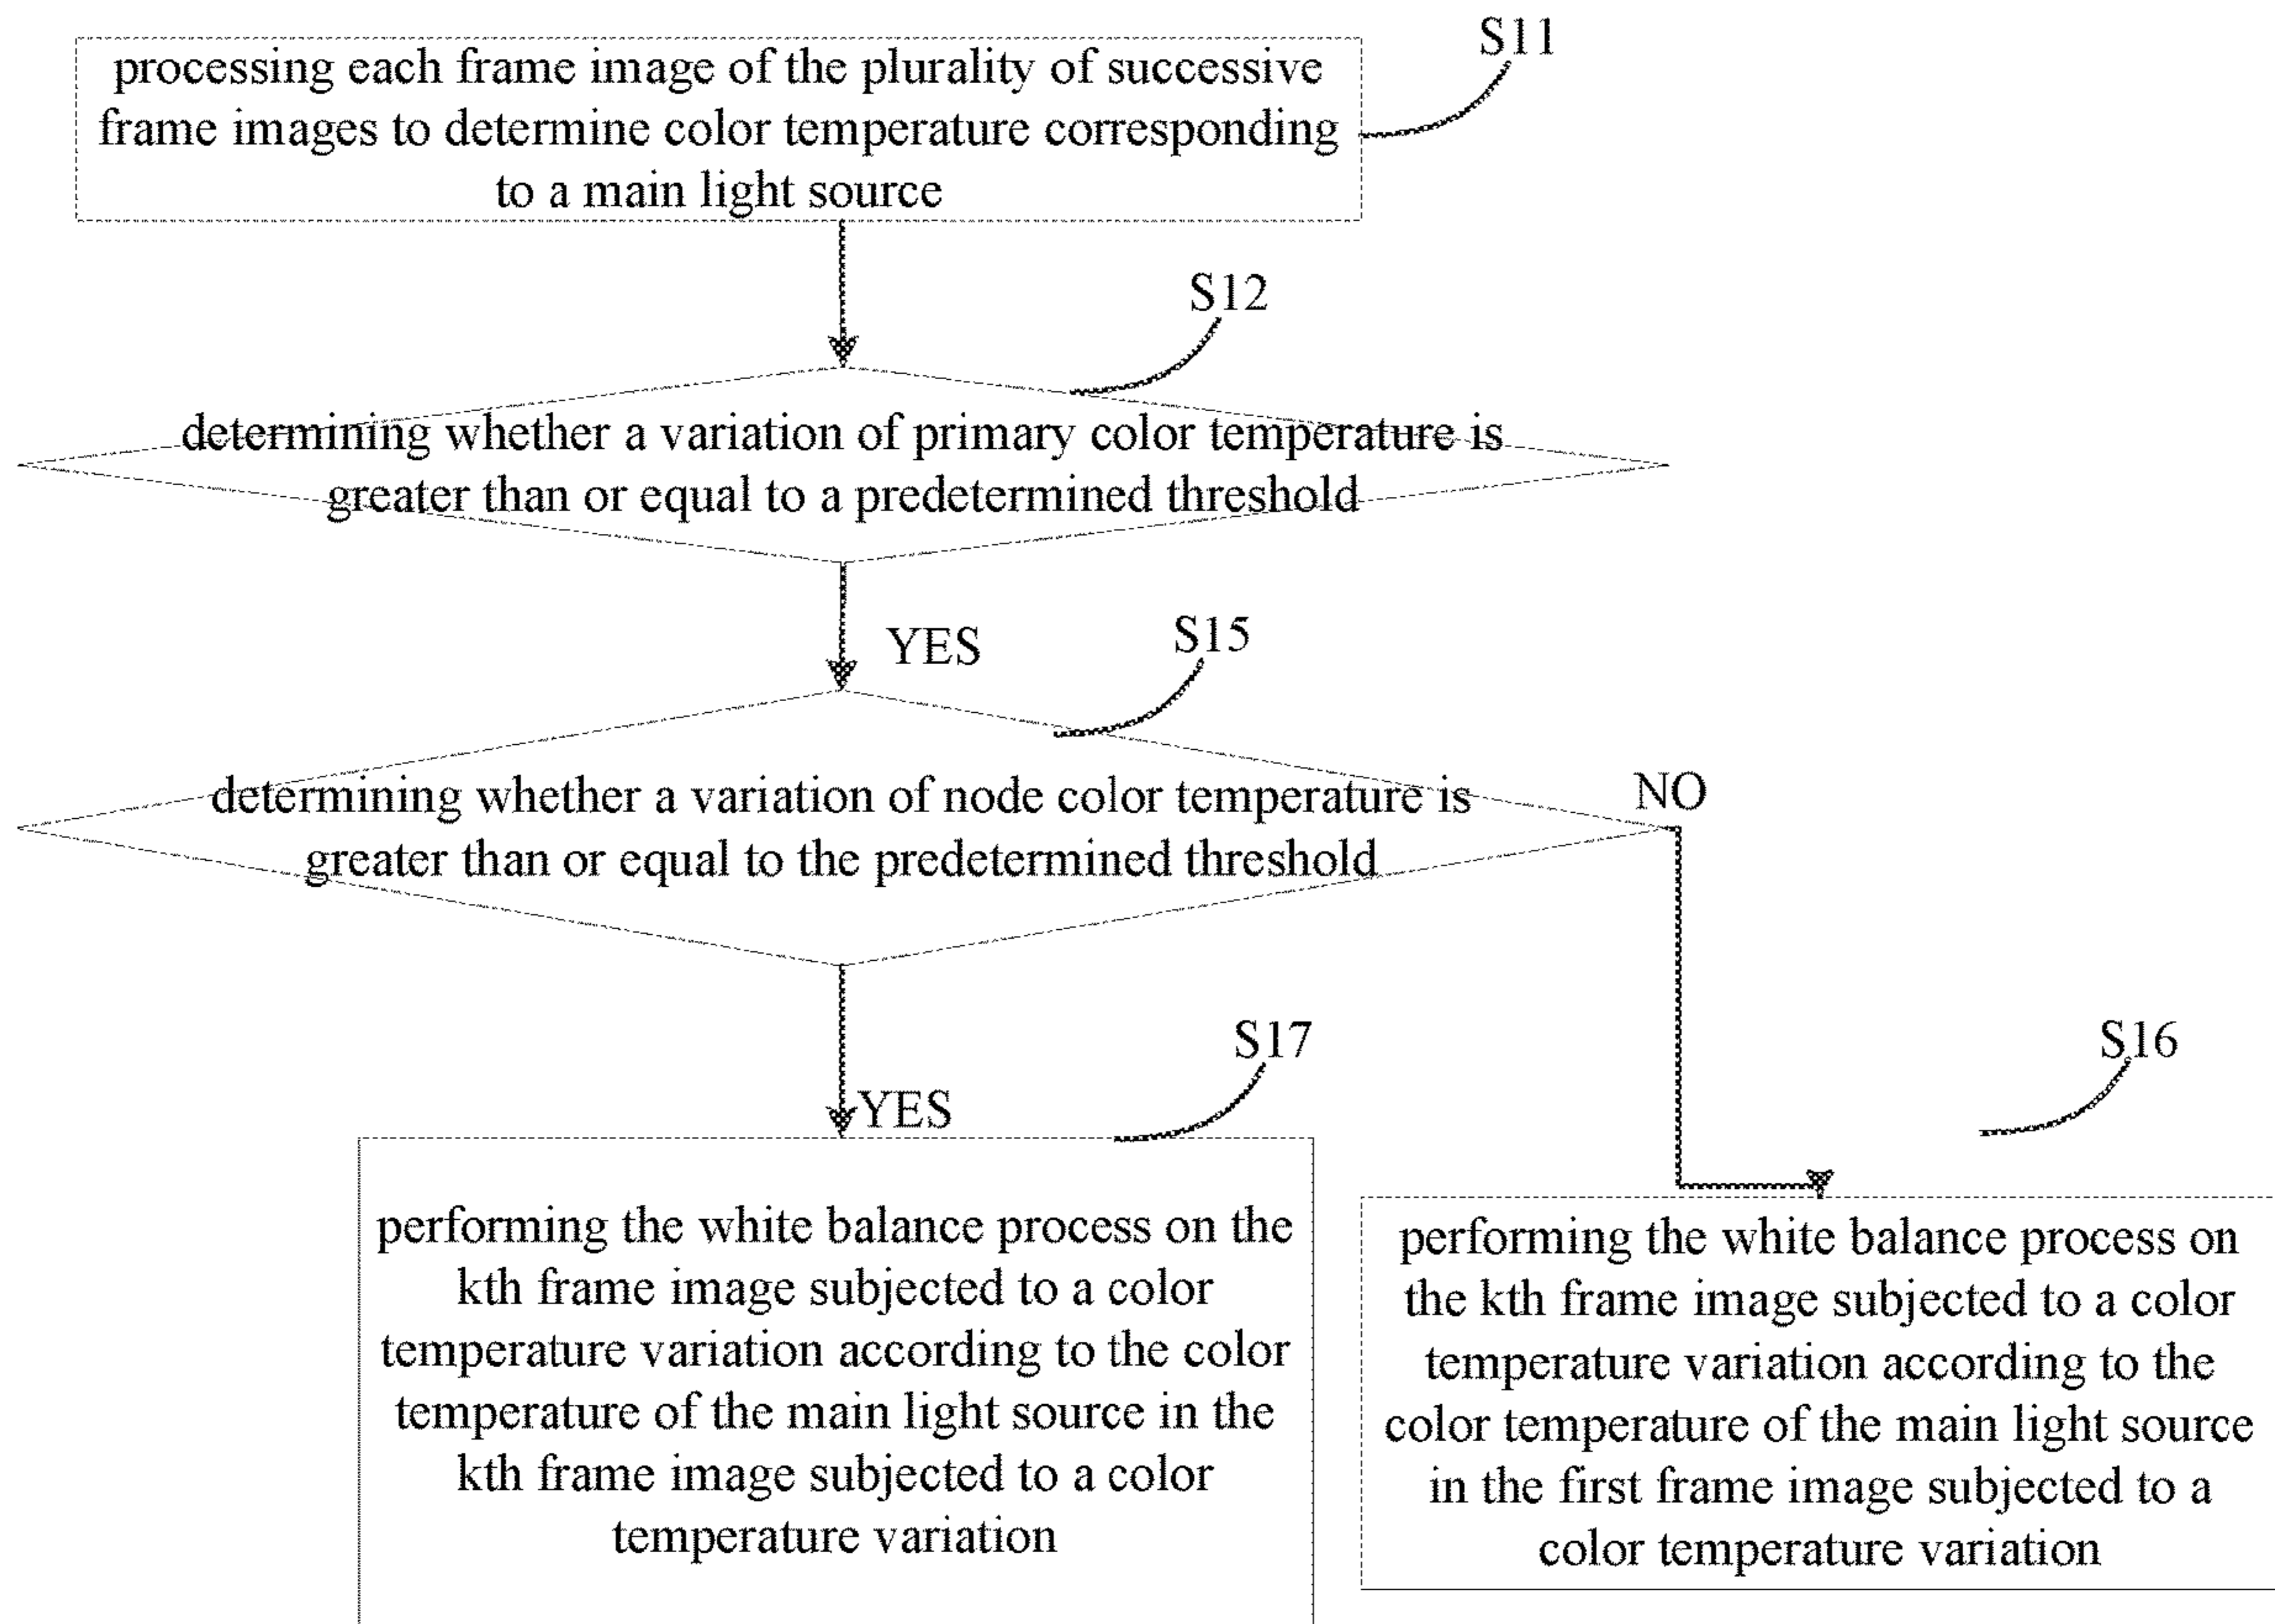 S11
processing each frame image of the plurality of successive
frame images to determine color temperature corresponding
to a main light source
S12
determining whether a variation of primary color temperature is
greater than or equal to a predetermined threshold
YES
S15
determining whether a variation of node color temperature is
greater than or equal to the predetermined threshold
NO
YES
S17
performing the white balance process on the
kth frame image subjected to a color
temperature variation according to the color
temperature of the main light source in the
kth frame image subjected to a color
temperature variation
S16
performing the white balance process on
the kth frame image subjected to a color
temperature variation according to the
color temperature of the main light source
in the first frame image subjected to a
color temperature variation